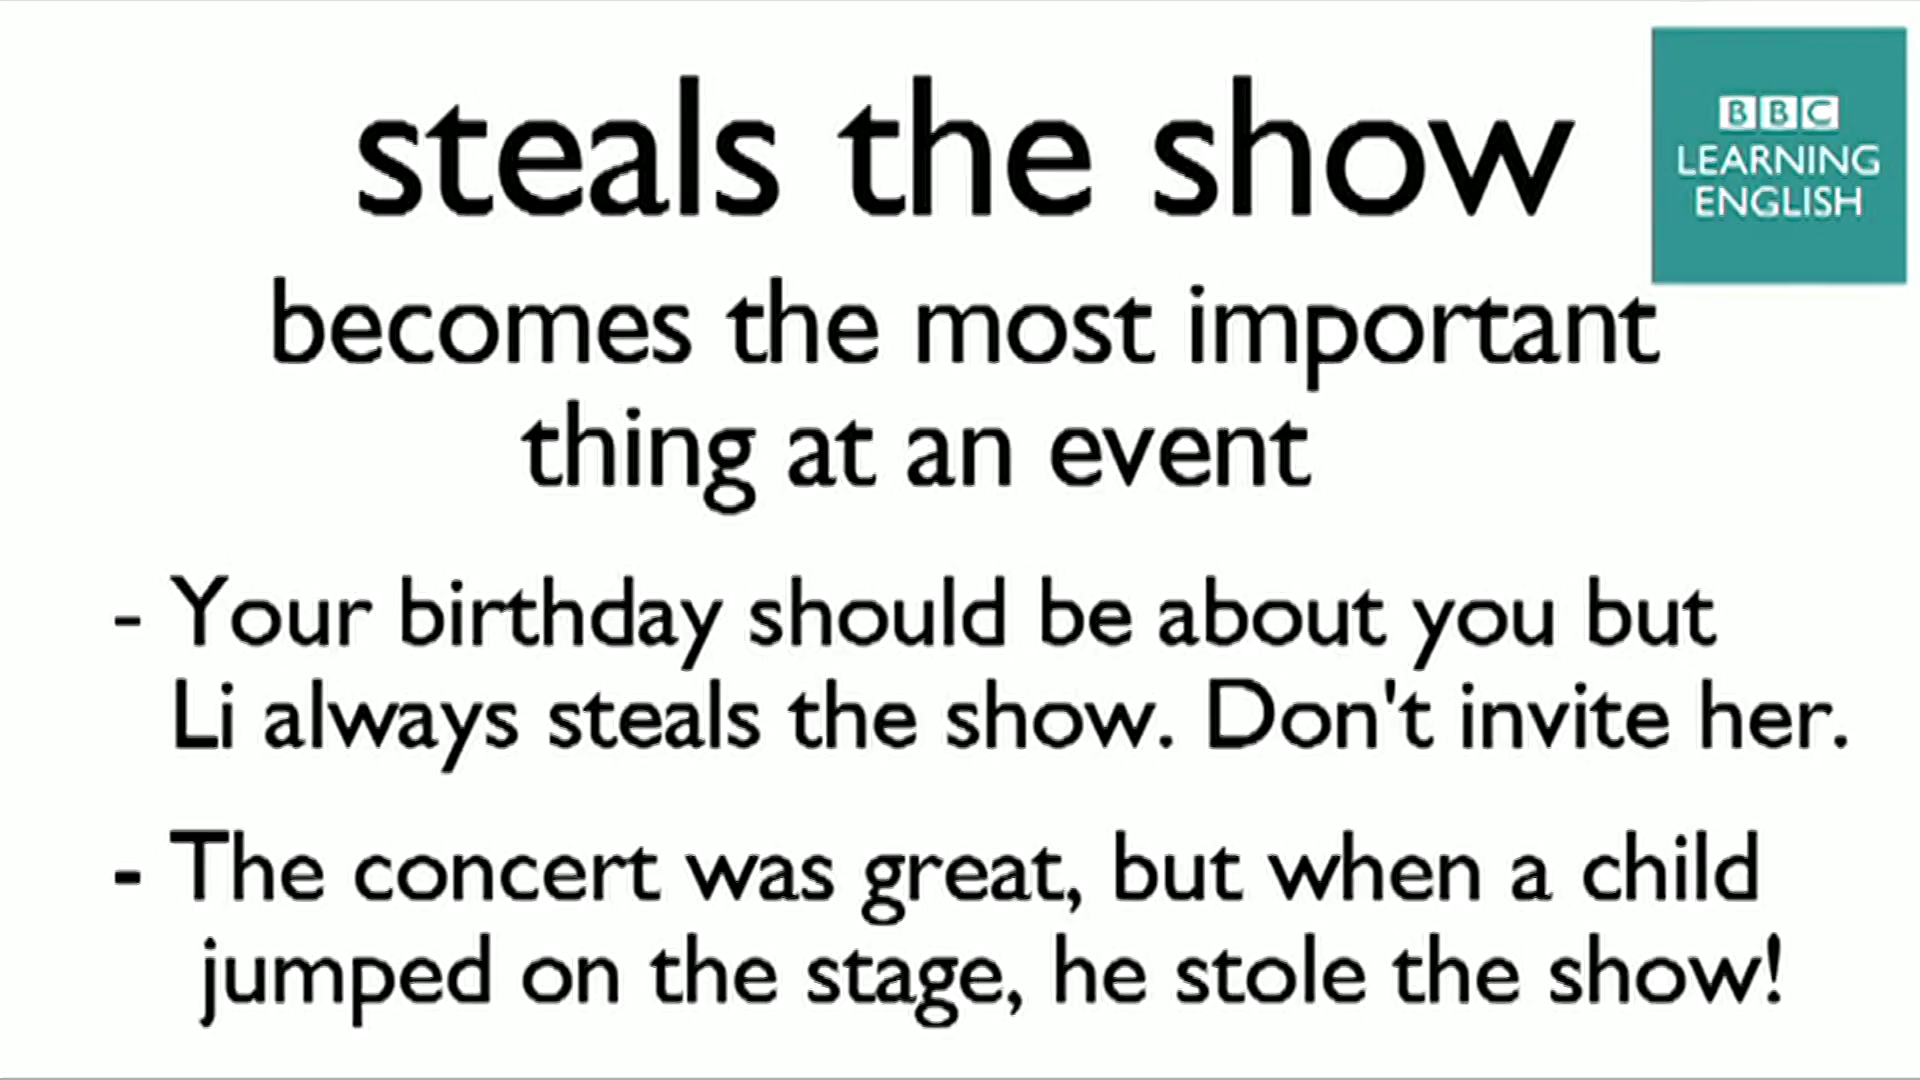 steals the show
BBC
LEARNING
ENGLISH
becomes the most important
thing at an event
- Your birthday should be about you but
Li always steals the show. Don't invite her.
- The concert was great, but when a child
jumped on the stage, he stole the show!